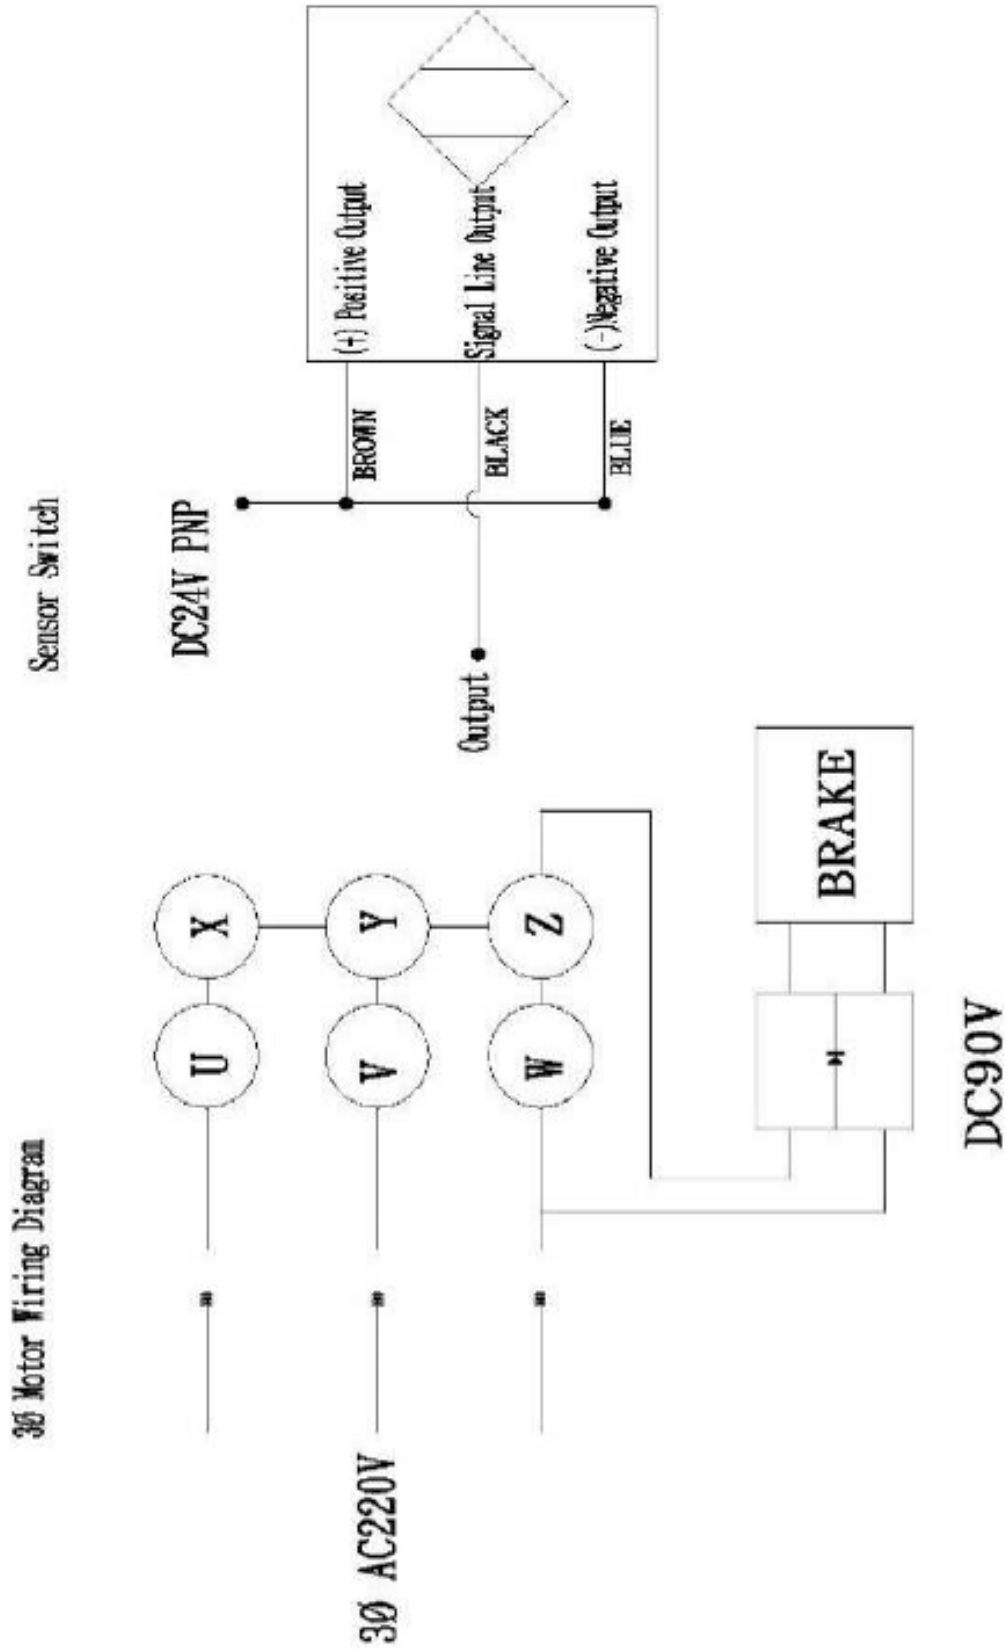 3Ø Motor Wiring Diagram
Sensor Switch
3Ø AC220V
U
X
V
Y
W
Z
DC24V PNP
Output
BROWN
(+) Positive Output
BLACK
Signal Line Output
BLUE
(-)Negative Output
BRAKE
DC90V